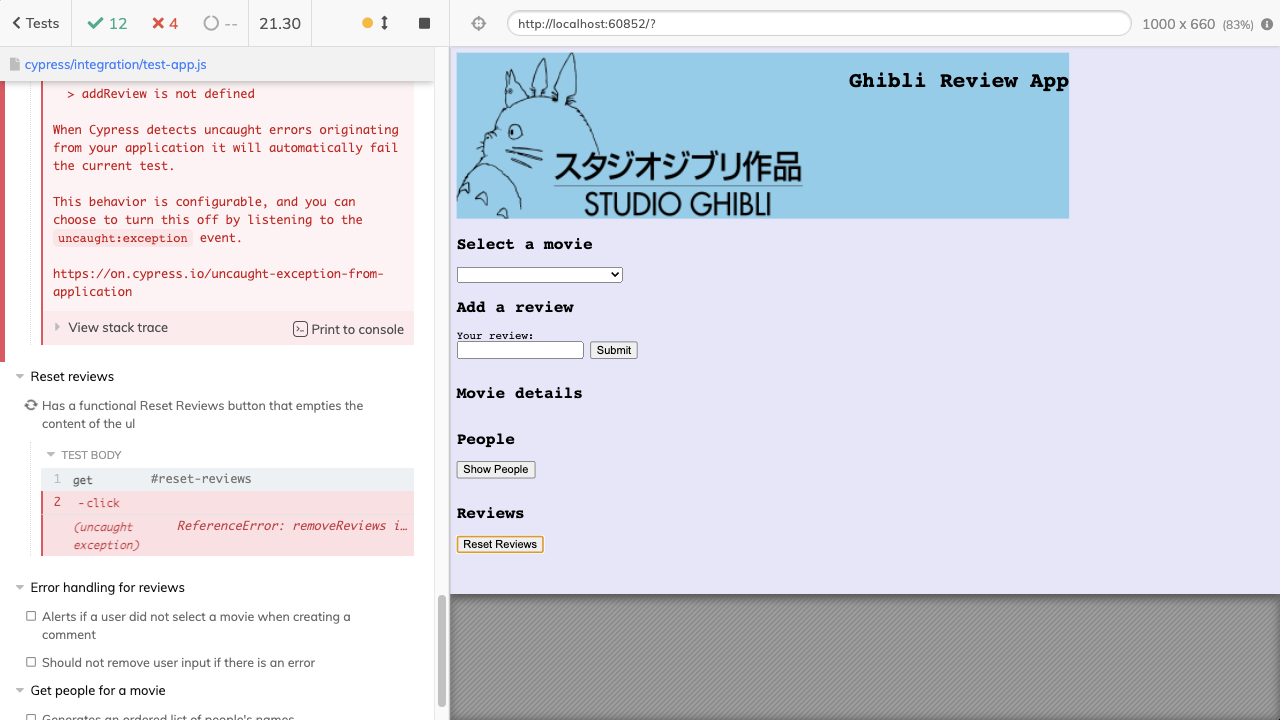 Tests
12
4
--
21.30
http://localhost:60852/?
1000 x 660 (83%)
cypress/integration/test-app.js
> addReview is not defined
When Cypress detects uncaught errors originating
from your application it will automatically fail
the current test.
This behavior is configurable, and you can
choose to turn this off by listening to the
uncaught:exception event.
https://on.cypress.io/uncaught-exception-from-
application
View stack trace
Print to console
Reset reviews
Has a functional Reset Reviews button that empties the
content of the ul
TEST BODY
1 get #reset-reviews
2 -click
(uncaught ReferenceError: removeReviews i…
exception)
Error handling for reviews
Alerts if a user did not select a movie when creating a
comment
Should not remove user input if there is an error
Get people for a movie
Generates an ordered list of people's names
Ghibli Review App
スタジオジブリ作品
STUDIO GHIBLI
Select a movie
Add a review
Your review:
Submit
Movie details
People
Show People
Reviews
Reset Reviews